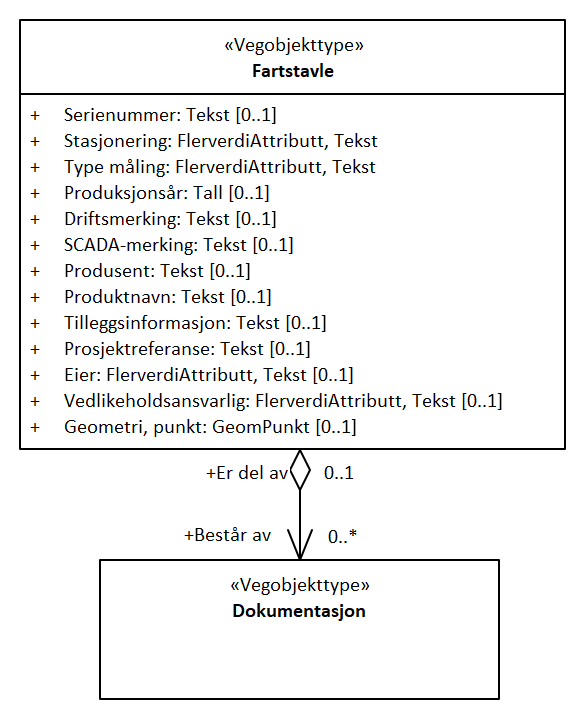 «Vegobjekttype»
Fartstavle
+ Serienummer: Tekst [0..1]
+ Stasjonering: FlerverdiAttributt, Tekst
+ Type måling: FlerverdiAttributt, Tekst
+ Produksjonsår: Tall [0..1]
+ Driftsmerking: Tekst [0..1]
+ SCADA-merking: Tekst [0..1]
+ Produsent: Tekst [0..1]
+ Produktnavn: Tekst [0..1]
+ Tilleggsinformasjon: Tekst [0..1]
+ Prosjektreferanse: Tekst [0..1]
+ Eier: FlerverdiAttributt, Tekst [0..1]
+ Vedlikeholdsansvarlig: FlerverdiAttributt, Tekst [0..1]
+ Geometri, punkt: GeomPunkt [0..1]
+Er del av 0..1
+Består av 0..*
«Vegobjekttype»
Dokumentasjon